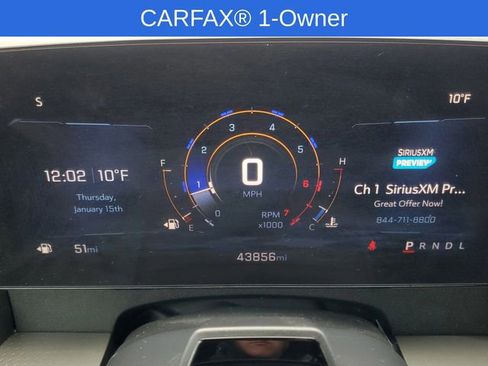 CARFAX® 1-Owner
S
10°F
12:02 10°F
Thursday,
January 15th
51mi
F
E
0
1
2
3
4
5
6
7
0
MPH
RPM
x1000
H
C
43856mi
SIRIUSXM
PREVIEW
Ch 1 SiriusXM Pr...
Great Offer Now!
844-711-8800
P R N D L